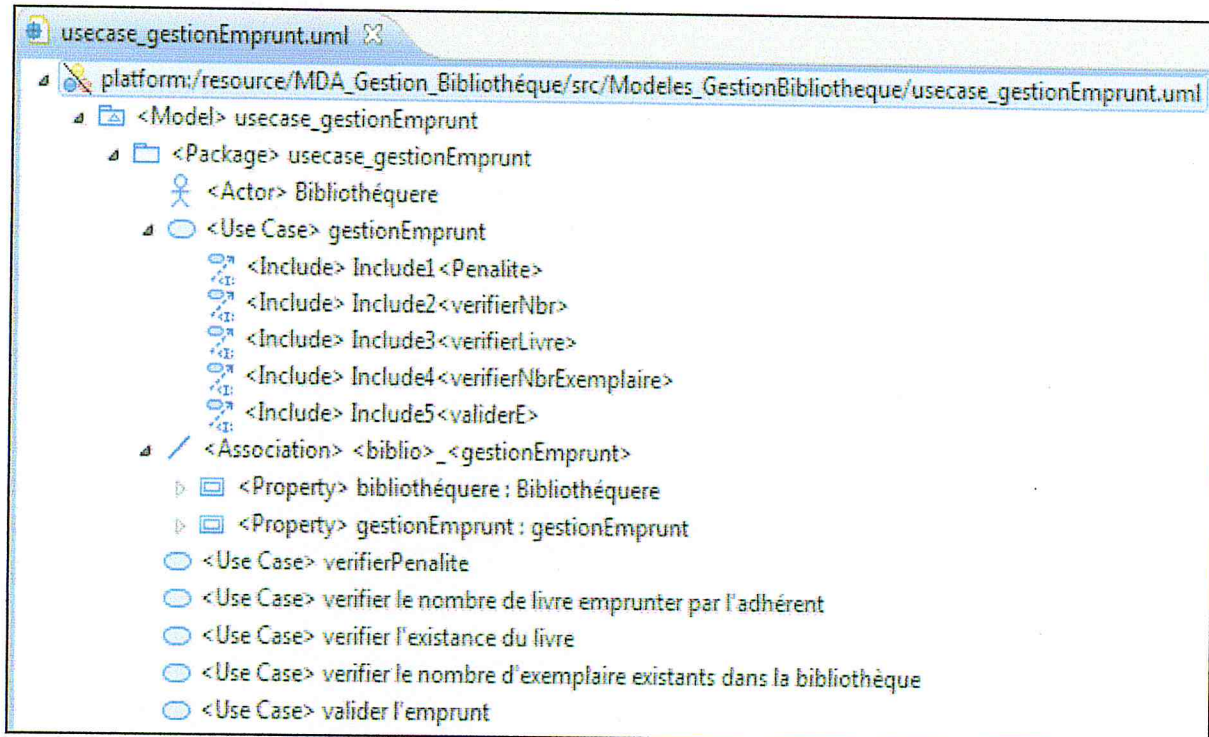 usecase_gestionEmprunt.uml
platform:/resource/MDA_Gestion_Bibliothéque/src/Modeles_GestionBibliotheque/usecase_gestionEmprunt.uml
<Model> usecase_gestionEmprunt
<Package> usecase_gestionEmprunt
<Actor> Bibliothéquere
<Use Case> gestionEmprunt
<Include> Include1<Penalite>
<Include> Include2<verifierNbr>
<Include> Include3<verifierLivre>
<Include> Include4<verifierNbrExemplaire>
<Include> Include5<validerE>
<Association> <biblio>_<gestionEmprunt>
<Property> bibliothéquere : Bibliothéquere
<Property> gestionEmprunt : gestionEmprunt
<Use Case> verifierPenalite
<Use Case> verifier le nombre de livre emprunter par l'adhérent
<Use Case> verifier l'existance du livre
<Use Case> verifier le nombre d'exemplaire existants dans la bibliothèque
<Use Case> valider l'emprunt